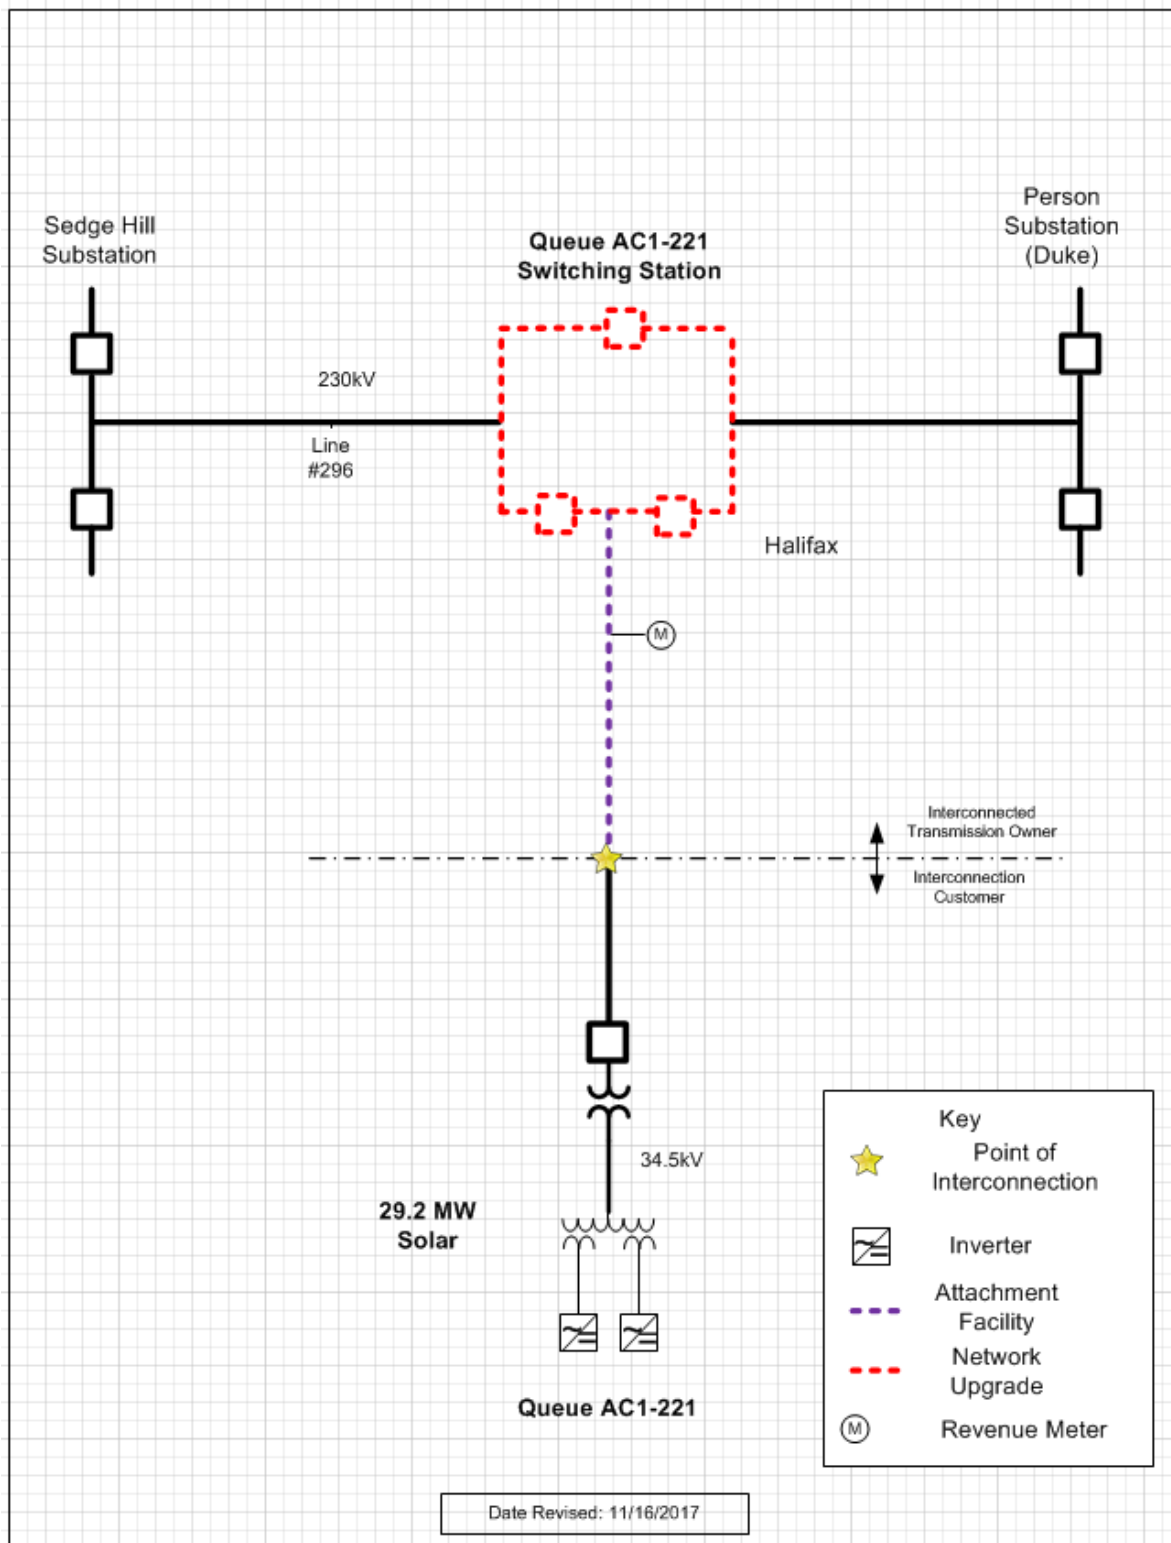 Sedge Hill
Substation
Queue AC1-221
Switching Station
Person
Substation
(Duke)
230kV
Line
#296
Halifax
M
Interconnected
Transmission Owner
Interconnection
Customer
34.5kV
29.2 MW
Solar
Queue AC1-221
Key
Point of
Interconnection
Inverter
Attachment
Facility
Network
Upgrade
M
Revenue Meter
Date Revised: 11/16/2017